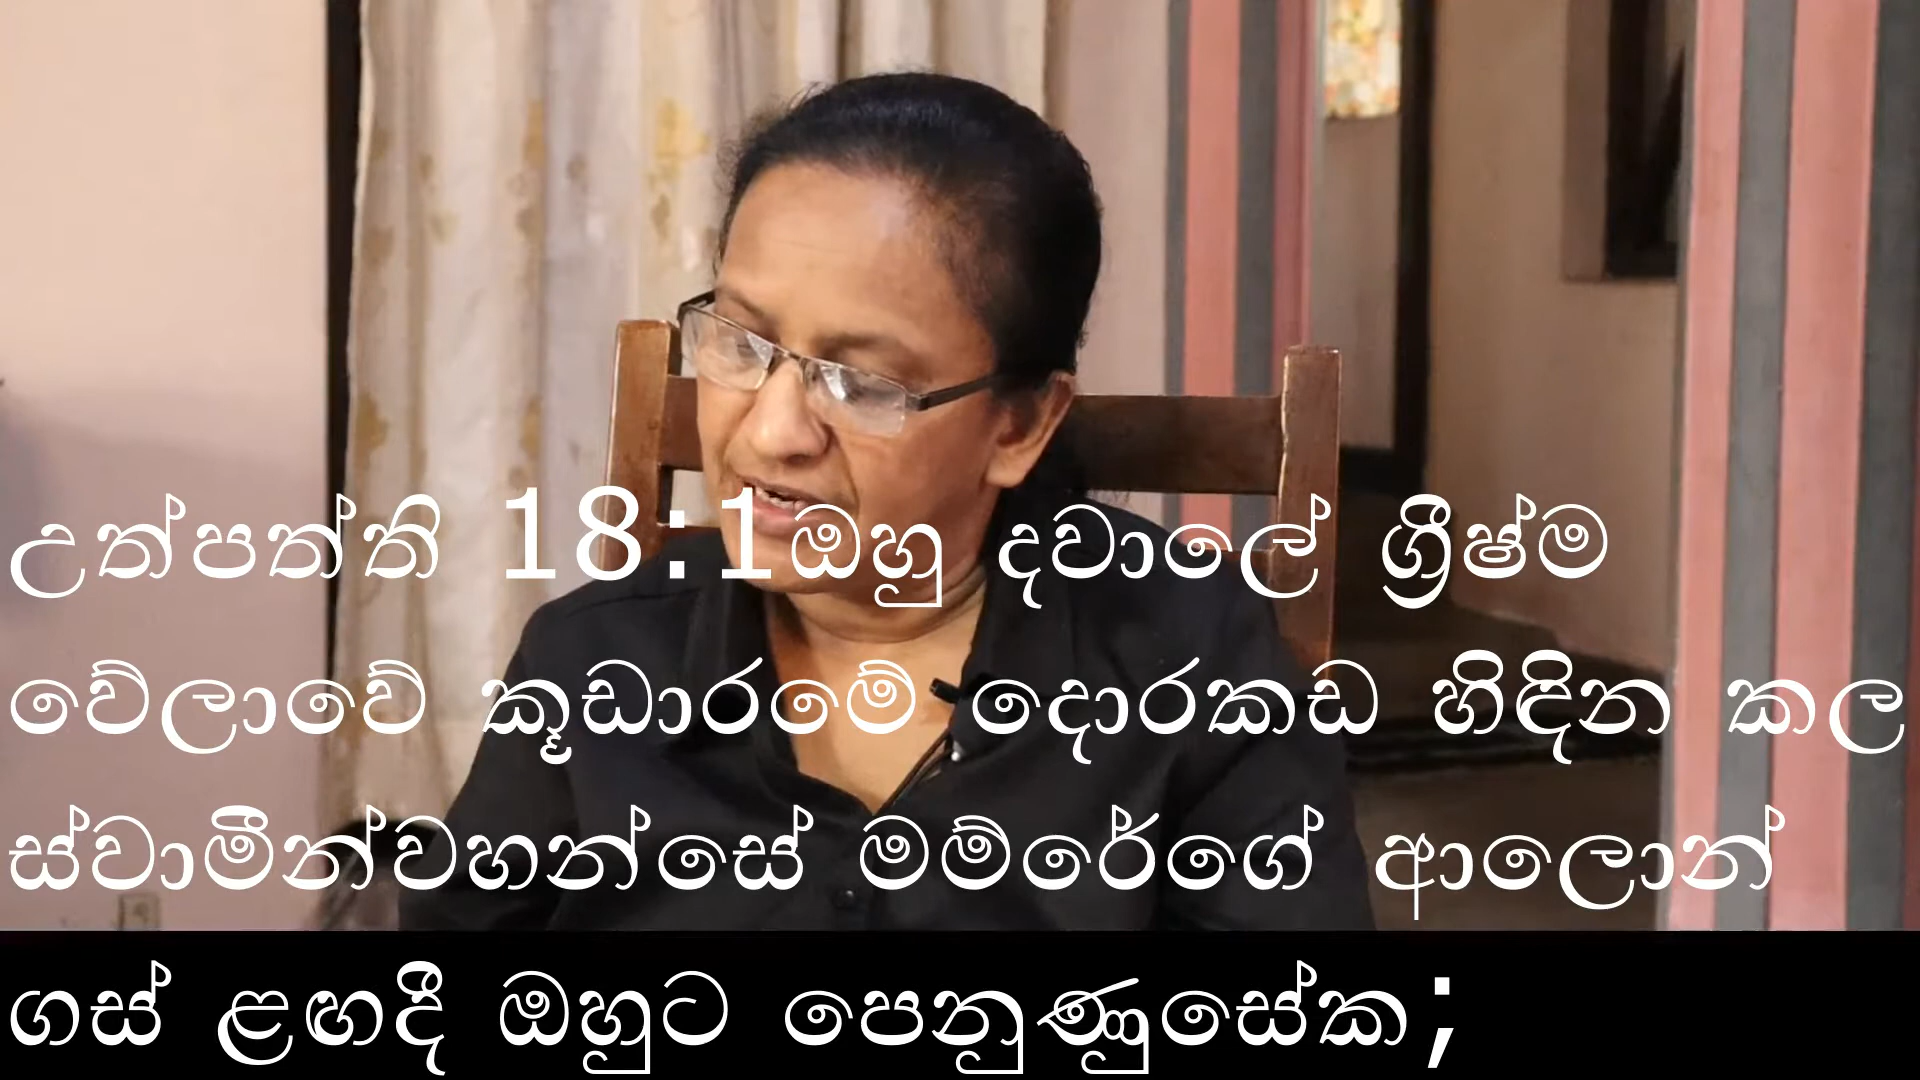 උත්පත්ති 18:1ඔහු දවාලේ ග්‍රීෂ්ම
වේලාවේ කූඩාරමේ දොරකඩ හිඳින කල
ස්වාමීන්වහන්සේ මම්රේගේ ආලොන්
ගස් ළඟදී ඔහුට පෙනුණුසේක;